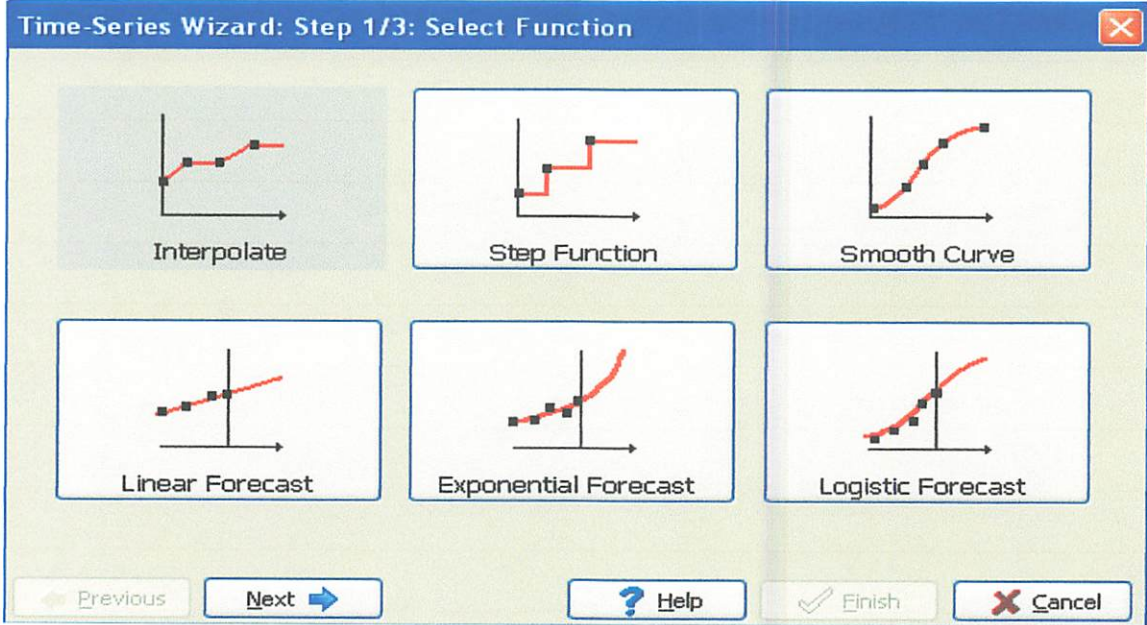 Time-Series Wizard: Step 1/3: Select Function
Interpolate
Step Function
Smooth Curve
Linear Forecast
Exponential Forecast
Logistic Forecast
Previous
Next
Help
Finish
Cancel